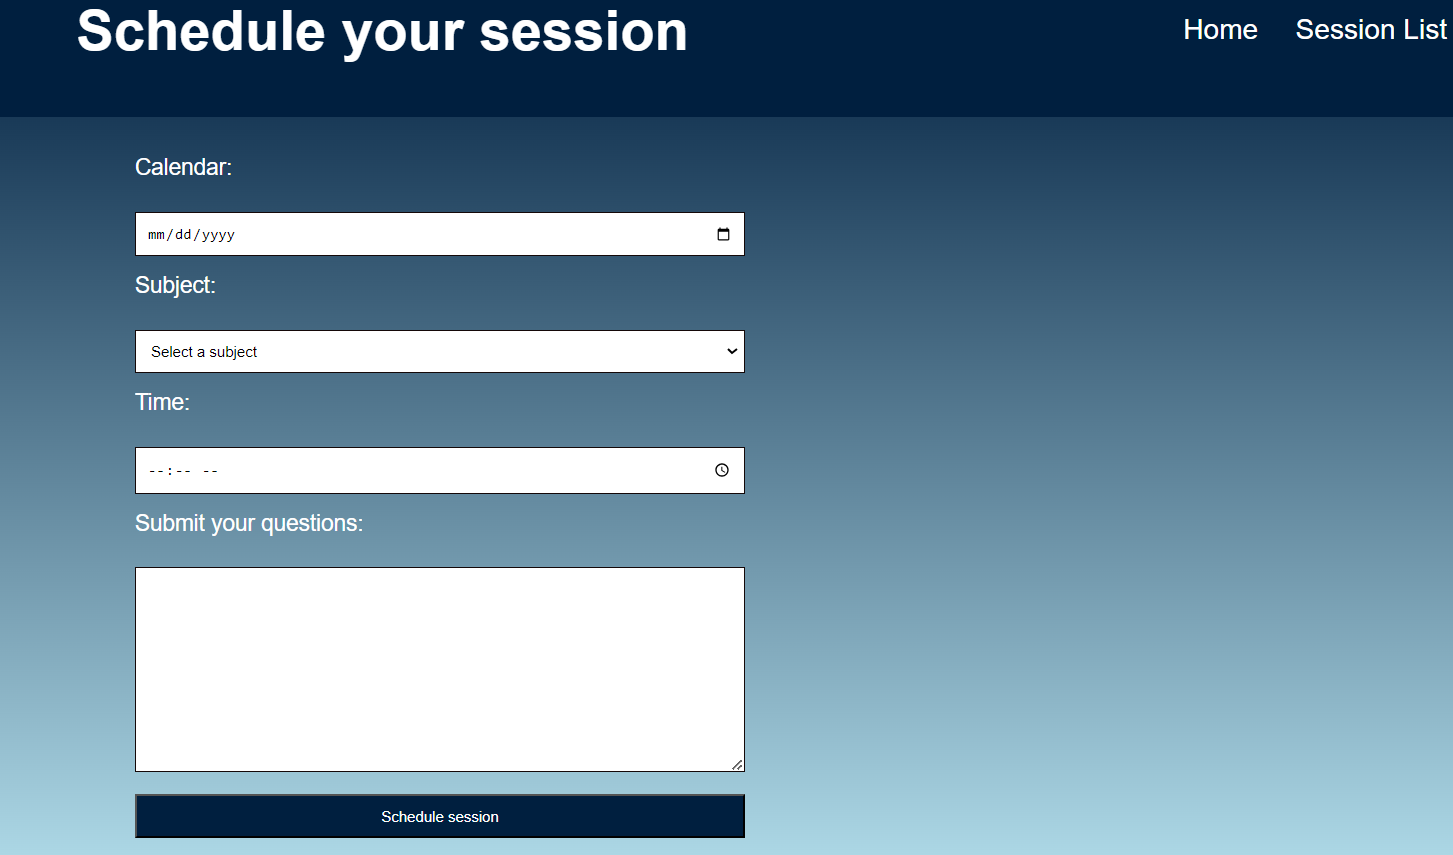 Schedule your session
Home Session List
Calendar:
mm/dd/yyyy
Subject:
Select a subject
Time:
--:-- --
Submit your questions:
Schedule session